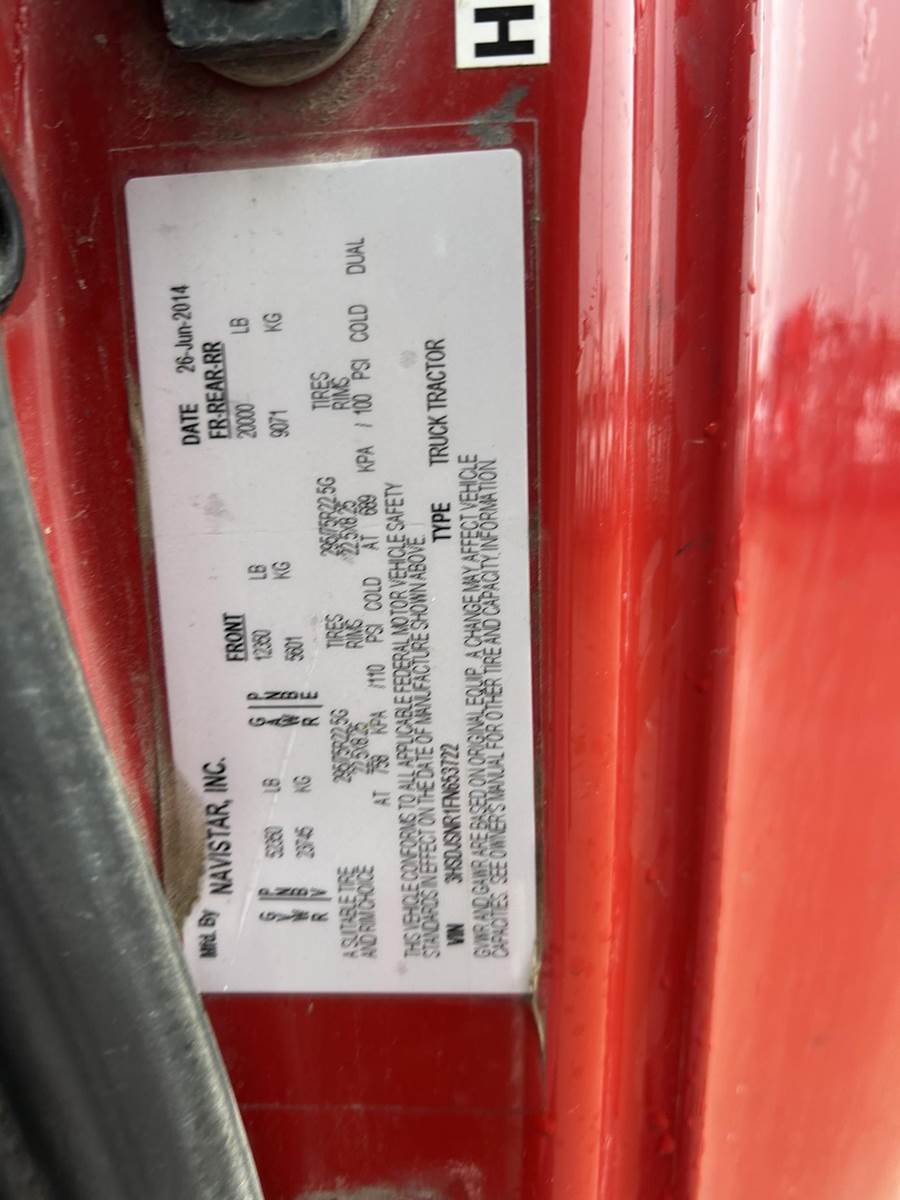 H
Mfd. By NAVISTAR, INC. DATE 26-Jun-2014
FRONT FR-REAR-RR
G P 52350 LB G P 12350 LB 20000 LB
V N A N
W B 23745 KG W B 5601 KG 9071 KG
R V R E
A SUITABLE TIRE 295/75R22.5G TIRES 295/75R22.5G TIRES
AND RIM CHOICE 22.5X8.25 RIMS 22.5X8.25 RIMS
AT 758 KPA /110 PSI COLD AT 689 KPA / 100 PSI COLD DUAL
THIS VEHICLE CONFORMS TO ALL APPLICABLE FEDERAL MOTOR VEHICLE SAFETY
STANDARDS IN EFFECT ON THE DATE OF MANUFACTURE SHOWN ABOVE.
VIN 3HSDJSNR1FN653722 TYPE TRUCK TRACTOR
GVWR AND GAWR ARE BASED ON ORIGINAL EQUIP. A CHANGE MAY AFFECT VEHICLE
CAPACITIES. SEE OWNER'S MANUAL FOR OTHER TIRE AND CAPACITY INFORMATION.